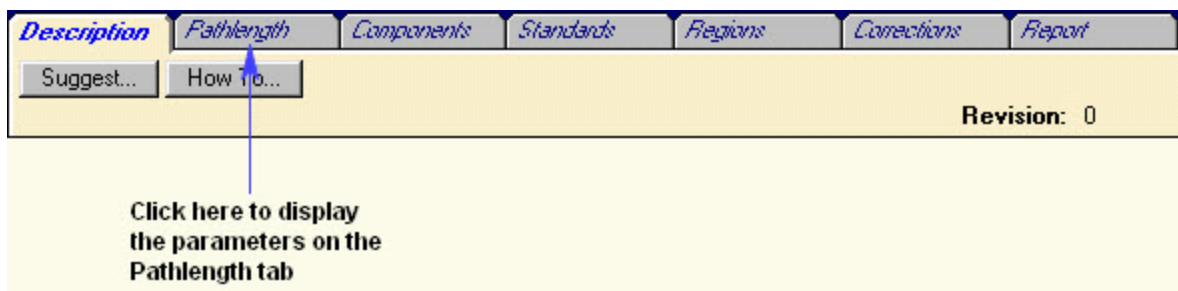 Description Pathlength Components Standards Regions Corrections Report
Suggest... How To...
Revision: 0
Click here to display
the parameters on the
Pathlength tab